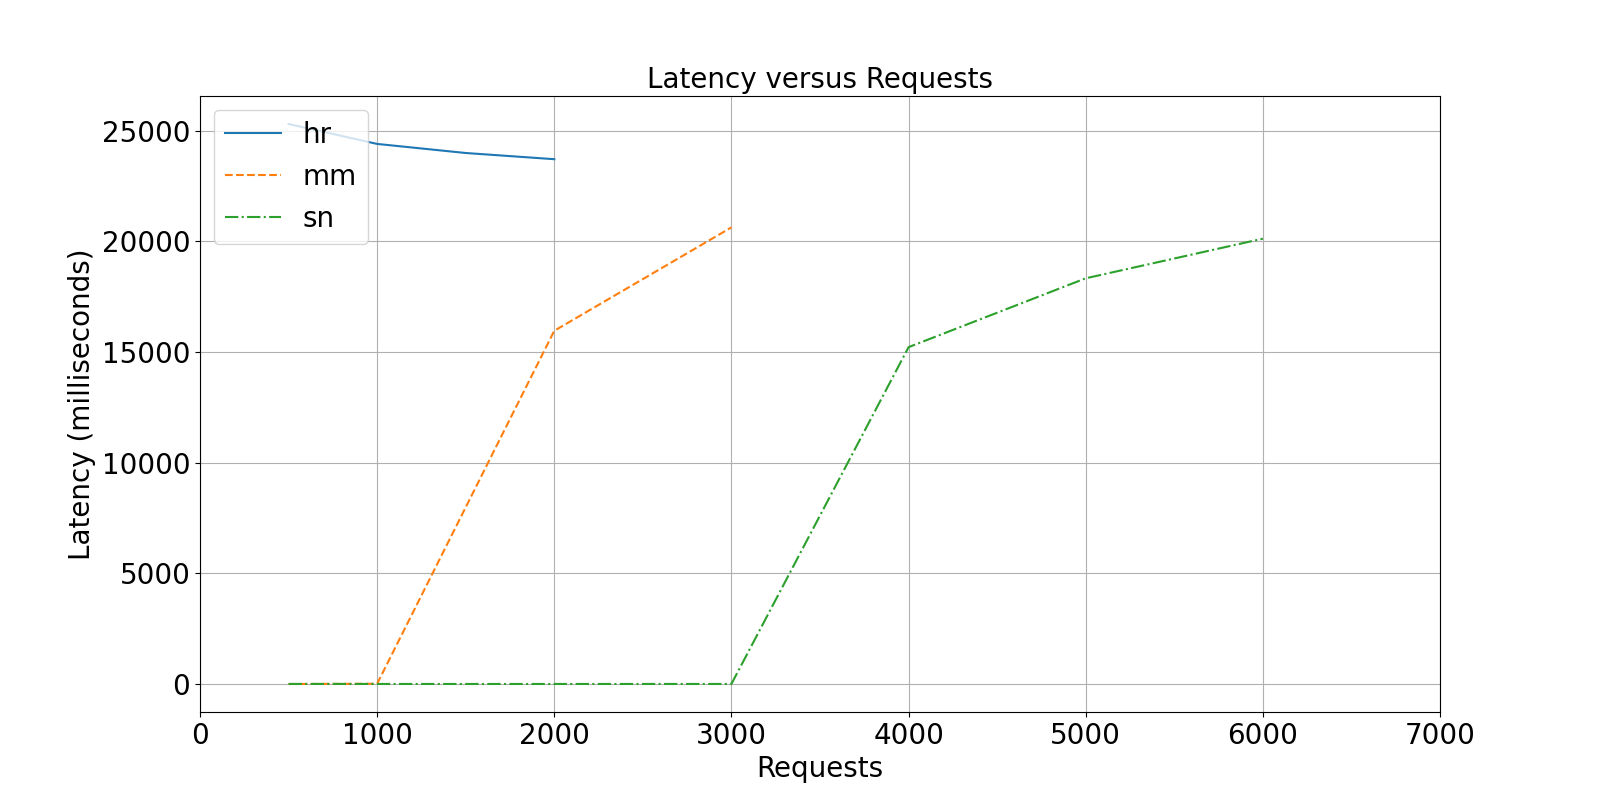 Latency versus Requests
hr
mm
sn
Latency (milliseconds)
25000
20000
15000
10000
5000
0
0 1000 2000 3000 4000 5000 6000 7000
Requests